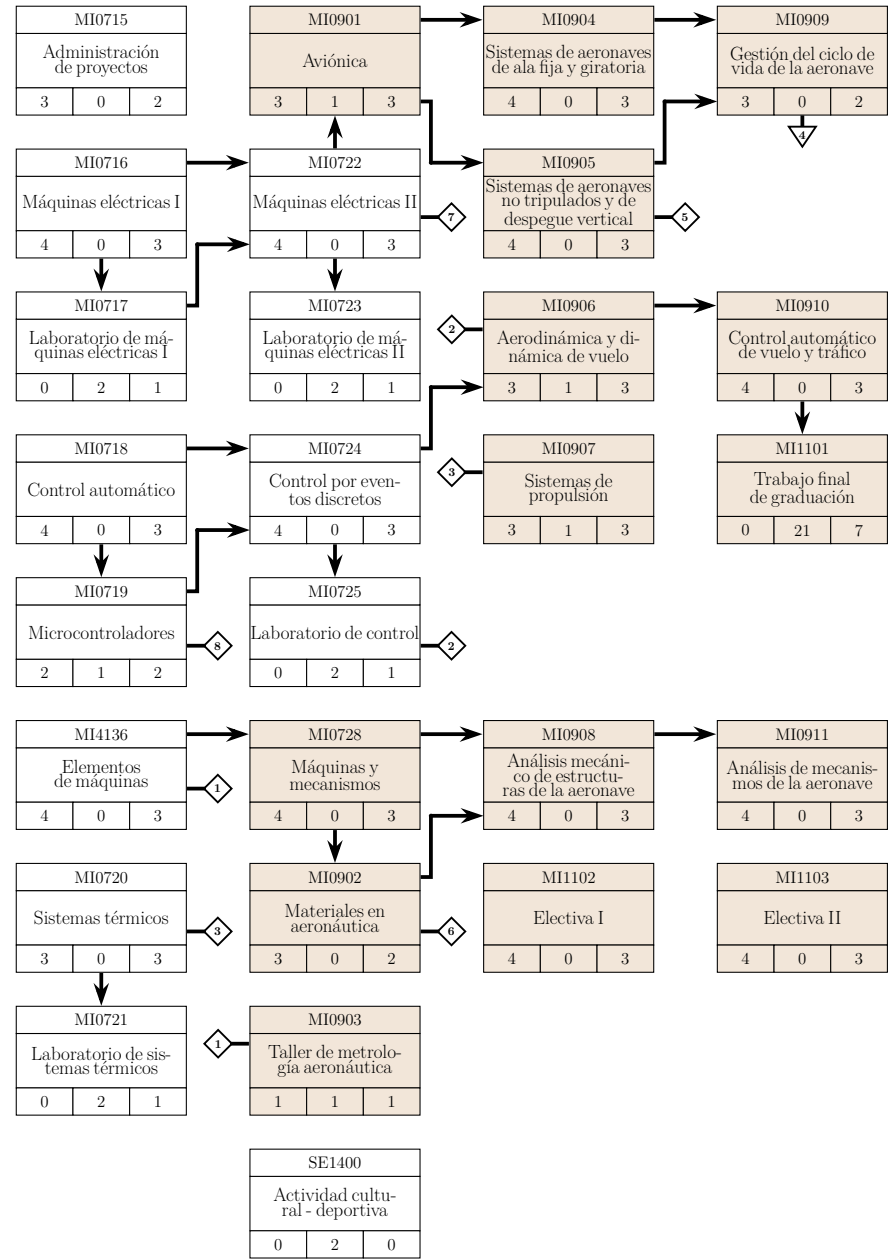 MI0715
Administración
de proyectos
3 0 2
MI0716
Máquinas eléctricas I
4 0 3
MI0717
Laboratorio de má-
quinas eléctricas I
0 2 1
MI0718
Control automático
4 0 3
MI0719
Microcontroladores
8
2 1 2
MI4136
Elementos
de máquinas
1
4 0 3
MI0720
Sistemas térmicos
3
3 0 3
MI0721
Laboratorio de sis-
temas térmicos
0 2 1
MI0901
Aviónica
3 1 3
MI0722
Máquinas eléctricas II
7
4 0 3
MI0723
Laboratorio de má-
quinas eléctricas II
0 2 1
MI0724
Control por even-
tos discretos
4 0 3
MI0725
Laboratorio de control
2
0 2 1
MI0728
Máquinas y
mecanismos
4 0 3
MI0902
Materiales en
aeronáutica
6
3 0 2
MI0903
1
Taller de metrolo-
gía aeronáutica
1 1 1
SE1400
Actividad cultu-
ral - deportiva
0 2 0
MI0904
Sistemas de aeronaves
de ala fija y giratoria
4 0 3
MI0905
Sistemas de aeronaves
no tripulados y de
despegue vertical
5
4 0 3
MI0906
2
Aerodinámica y di-
námica de vuelo
3 1 3
MI0907
3
Sistemas de
propulsión
3 1 3
MI0908
Análisis mecáni-
co de estructu-
ras de la aeronave
4 0 3
MI1102
Electiva I
4 0 3
MI0909
Gestión del ciclo de
vida de la aeronave
3 0 2
4
MI0910
Control automático
de vuelo y tráfico
4 0 3
MI1101
Trabajo final
de graduación
0 21 7
MI0911
Análisis de mecanis-
mos de la aeronave
4 0 3
MI1103
Electiva II
4 0 3